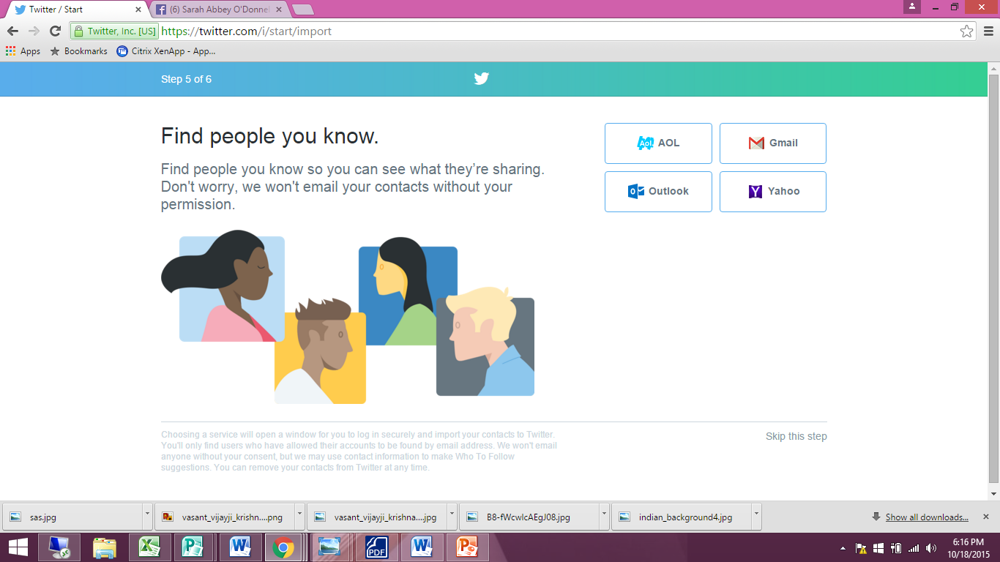 Twitter / Start
(6) Sarah Abbey O'Donnel
Twitter, Inc. [US]
https://twitter.com/i/start/import
Apps
Bookmarks
Citrix XenApp - App...
Step 5 of 6
Find people you know.
Find people you know so you can see what they’re sharing.
Don't worry, we won't email your contacts without your
permission.
Aol. AOL
Gmail
Outlook
Yahoo
Choosing a service will open a window for you to log in securely and import your contacts to Twitter.
You'll only find users who have allowed their accounts to be found by email address. We won't email
anyone without your consent, but we may use contact information to make Who To Follow
suggestions. You can remove your contacts from Twitter at any time.
Skip this step
sas.jpg
vasant_vijayji_krishn....png
vasant_vijayji_krishna....jpg
B8-fWcwIcAEgJ08.jpg
indian_background4.jpg
Show all downloads...
PDF
6:16 PM
10/18/2015